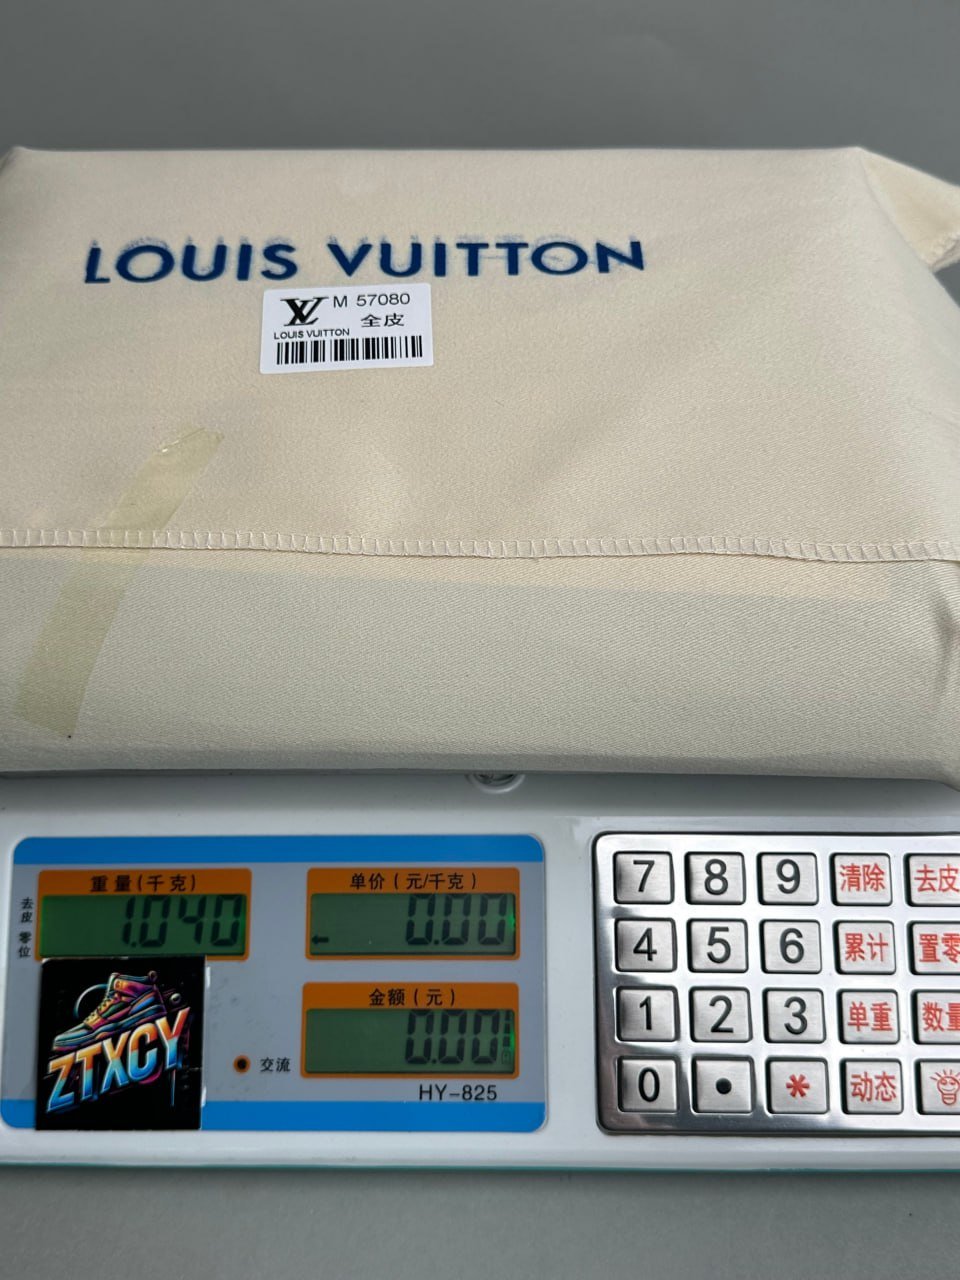 LOUIS VUITTON
M 57080
全皮
LOUIS VUITTON
重量(千克)
去皮
零位
1.040
单价(元/千克)
0.00
金额(元)
0.00
交流
HY-825
ZTXCY
7 8 9 清除 去皮
4 5 6 累计 置零
1 2 3 单重 数量
0 • * 动态